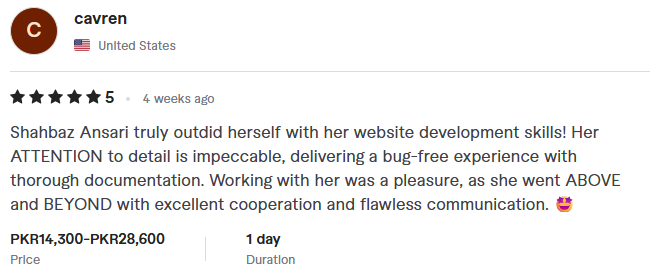 C
cavren
United States
5 • 4 weeks ago
Shahbaz Ansari truly outdid herself with her website development skills! Her
ATTENTION to detail is impeccable, delivering a bug-free experience with
thorough documentation. Working with her was a pleasure, as she went ABOVE
and BEYOND with excellent cooperation and flawless communication. 🤩
PKR14,300-PKR28,600
Price
1 day
Duration